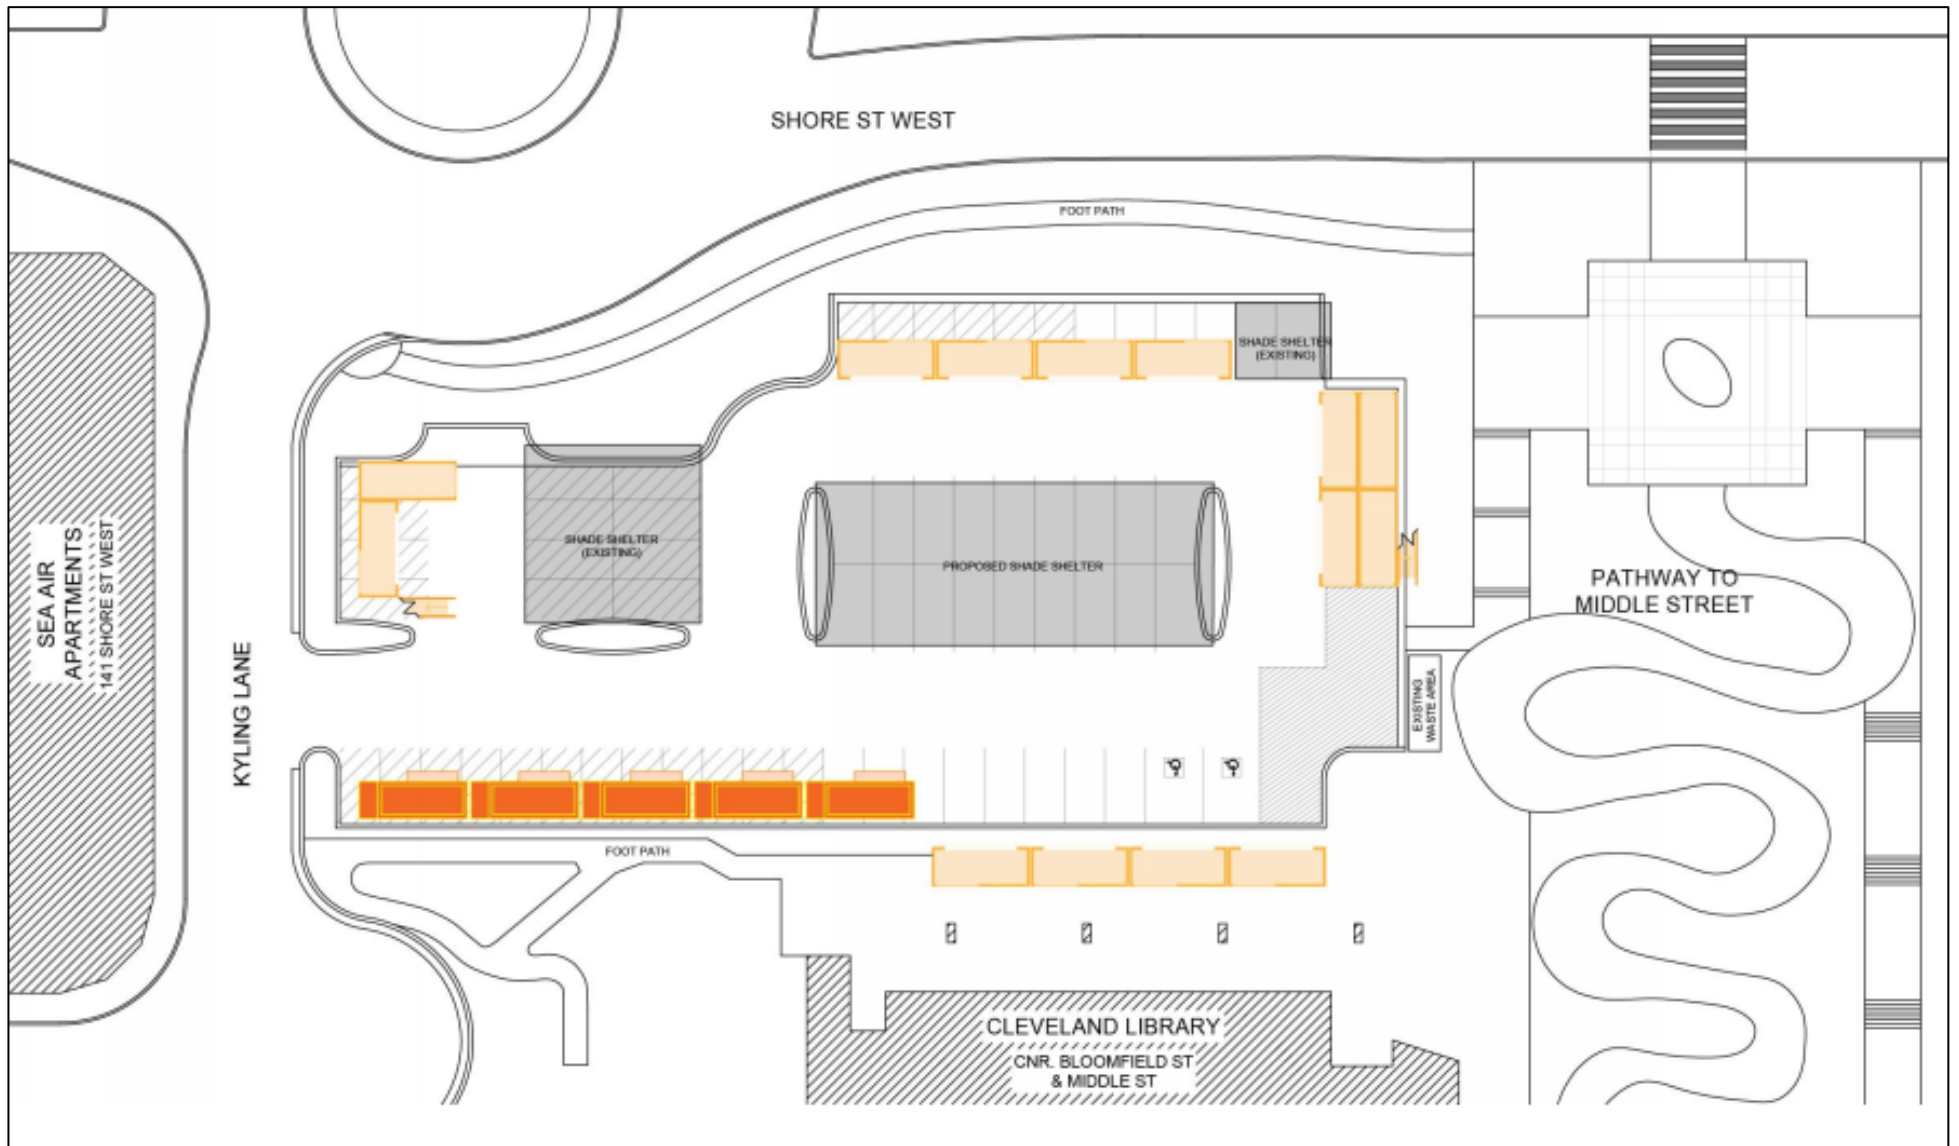 SHORE ST WEST
FOOT PATH
SHADE SHELTER
(EXISTING)
SHADE SHELTER
(EXISTING)
PROPOSED SHADE SHELTER
SEA AIR
APARTMENTS
141 SHORE ST WEST
PATHWAY TO
MIDDLE STREET
KYLING LANE
EXISTING
WASTE AREA
FOOT PATH
CLEVELAND LIBRARY
CNR. BLOOMFIELD ST
& MIDDLE ST